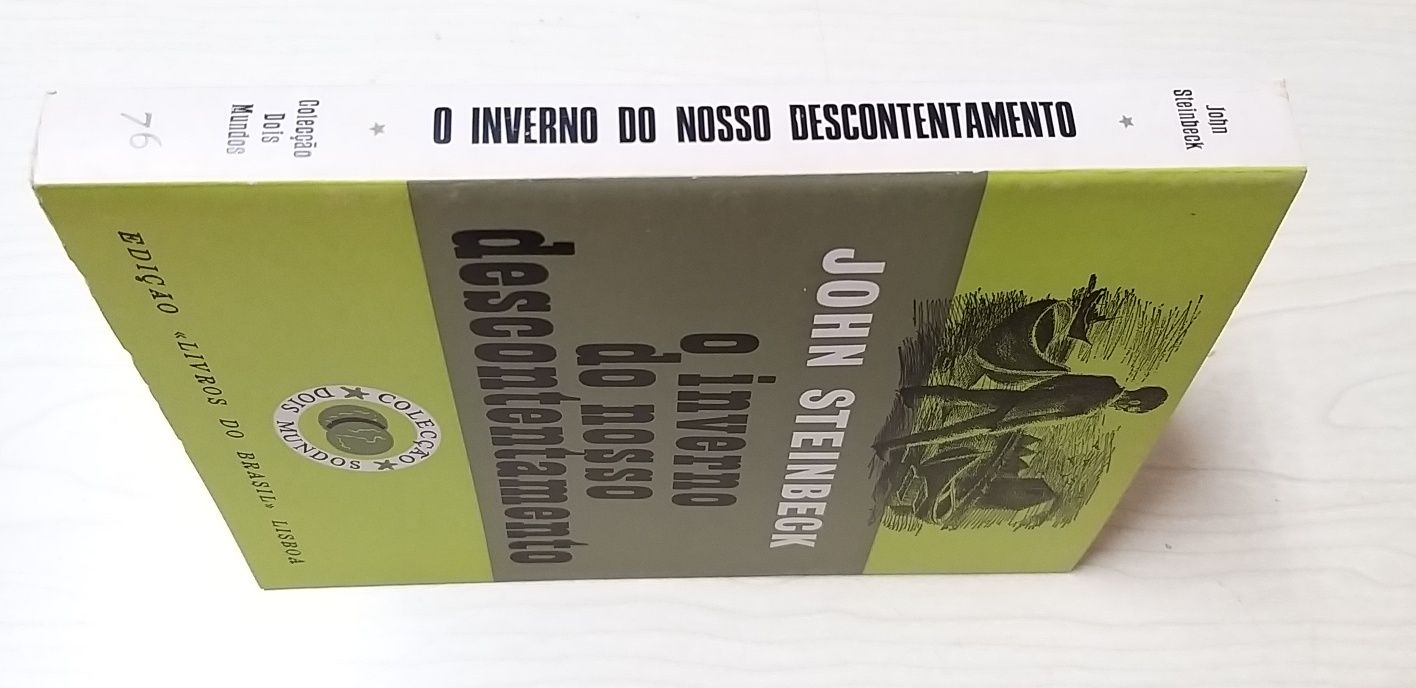 John
Steinbeck
O INVERNO DO NOSSO DESCONTENTAMENTO
Colecção
Dois
Mundos
76
JOHN STEINBECK
o inverno
do nosso
descontentamento
COLECÇÃO
DOIS MUNDOS
EDIÇÃO «LIVROS DO BRASIL» LISBOA